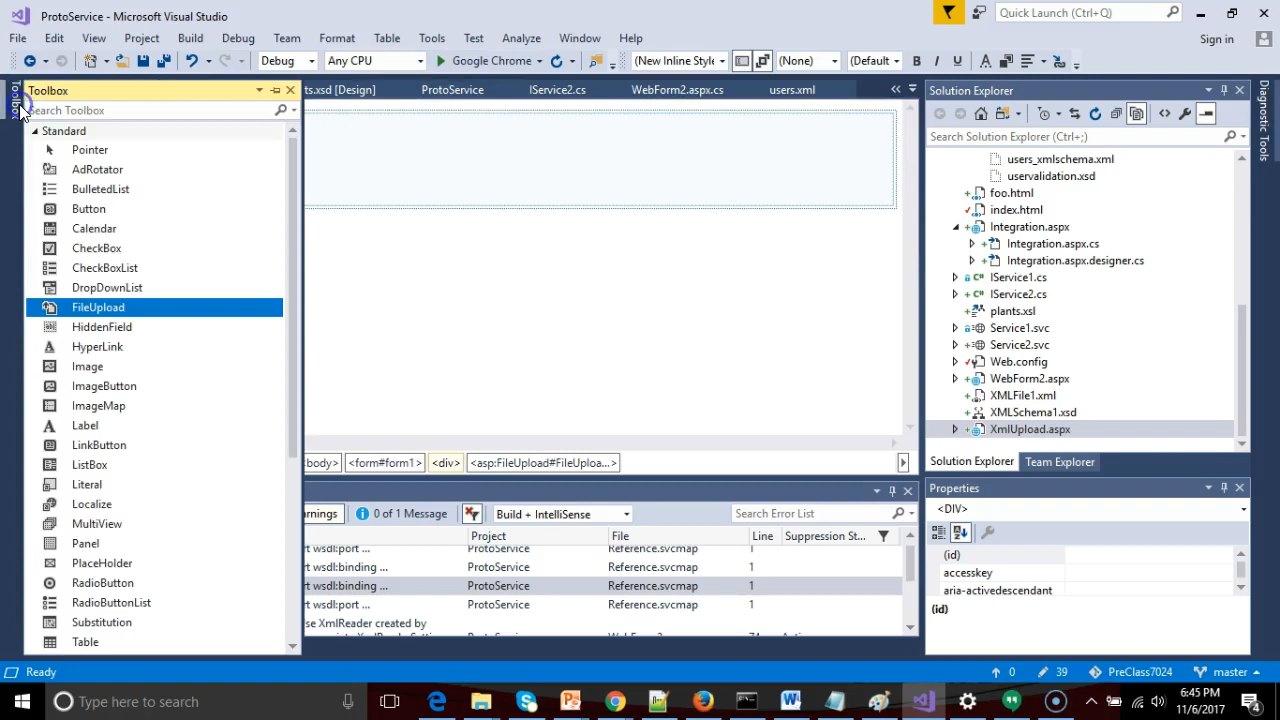 ProtoService - Microsoft Visual Studio
Quick Launch (Ctrl+Q)
File Edit View Project Build Debug Team Format Table Tools Test Analyze Window Help
Sign in
Debug Any CPU Google Chrome (New Inline Style) (None) (Default B I U A
Toolbox
Toolbox
Search Toolbox
Standard
Pointer
AdRotator
BulletedList
Button
Calendar
CheckBox
CheckBoxList
DropDownList
FileUpload
HiddenField
HyperLink
Image
ImageButton
ImageMap
Label
LinkButton
ListBox
Literal
Localize
MultiView
Panel
PlaceHolder
RadioButton
RadioButtonList
Substitution
Table
ts.xsd [Design] ProtoService IService2.cs WebForm2.aspx.cs users.xml
<body> <form#form1> <div> <asp:FileUpload#FileUploa...>
rnings 0 of 1 Message Build + IntelliSense Search Error List
Project File Line Suppression St...
rt wsdl:port ... ProtoService Reference.svcmap 1
rt wsdl:binding ... ProtoService Reference.svcmap 1
rt wsdl:binding ... ProtoService Reference.svcmap 1
rt wsdl:port ... ProtoService Reference.svcmap 1
se XmlReader created by
Solution Explorer
Search Solution Explorer (Ctrl+;)
users_xmlschema.xml
uservalidation.xsd
foo.html
index.html
Integration.aspx
Integration.aspx.cs
Integration.aspx.designer.cs
IService1.cs
IService2.cs
plants.xsl
Service1.svc
Service2.svc
Web.config
WebForm2.aspx
XMLFile1.xml
XMLSchema1.xsd
XmlUpload.aspx
Solution Explorer Team Explorer
Properties
<DIV>
(id)
accesskey
aria-activedescendant
(id)
Diagnostic Tools
Ready
0 39 PreClass7024 master
Type here to search
6:45 PM
11/6/2017
4